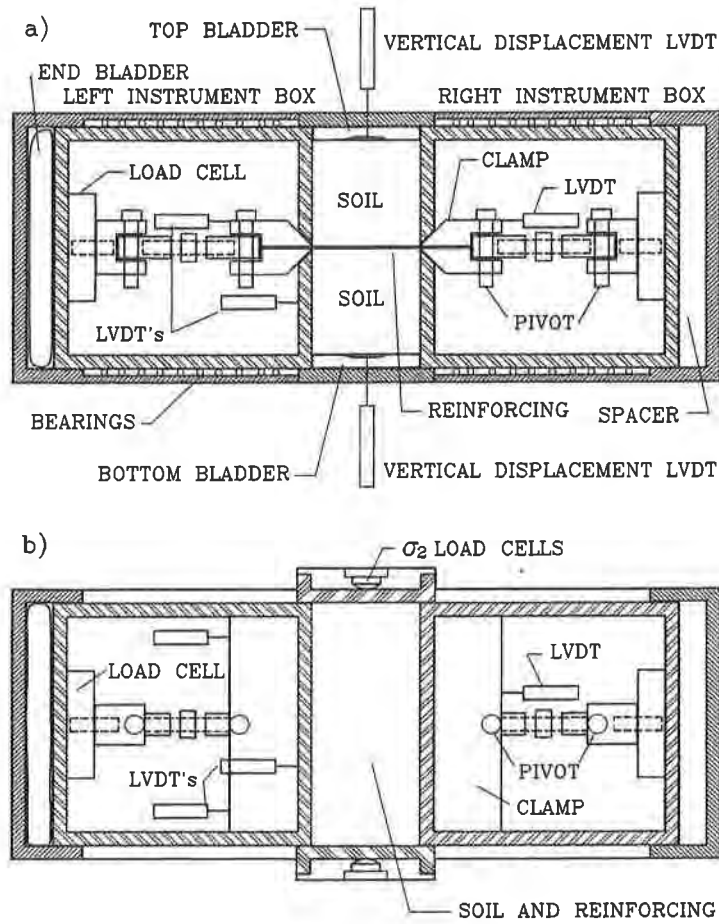 a)
TOP BLADDER
VERTICAL DISPLACEMENT LVDT
END BLADDER
LEFT INSTRUMENT BOX
RIGHT INSTRUMENT BOX
LOAD CELL
CLAMP
LVDT
SOIL
SOIL
LVDT's
PIVOT
BEARINGS
REINFORCING
SPACER
BOTTOM BLADDER
VERTICAL DISPLACEMENT LVDT
b)
σ2 LOAD CELLS
LOAD CELL
LVDT
LVDT's
PIVOT
CLAMP
SOIL AND REINFORCING